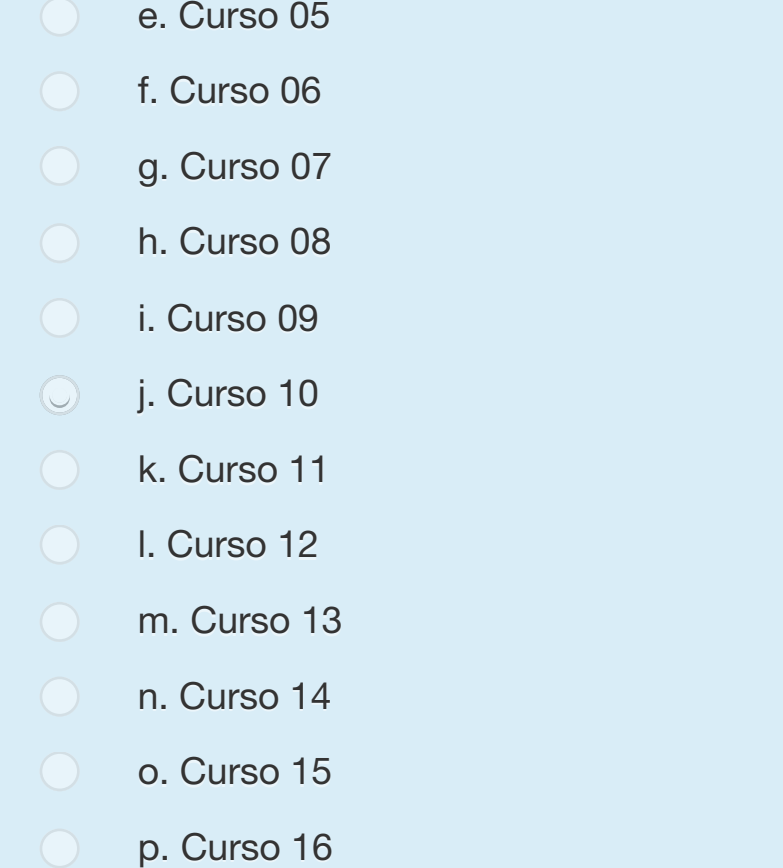 e. Curso 05
f. Curso 06
g. Curso 07
h. Curso 08
i. Curso 09
j. Curso 10
k. Curso 11
l. Curso 12
m. Curso 13
n. Curso 14
o. Curso 15
p. Curso 16